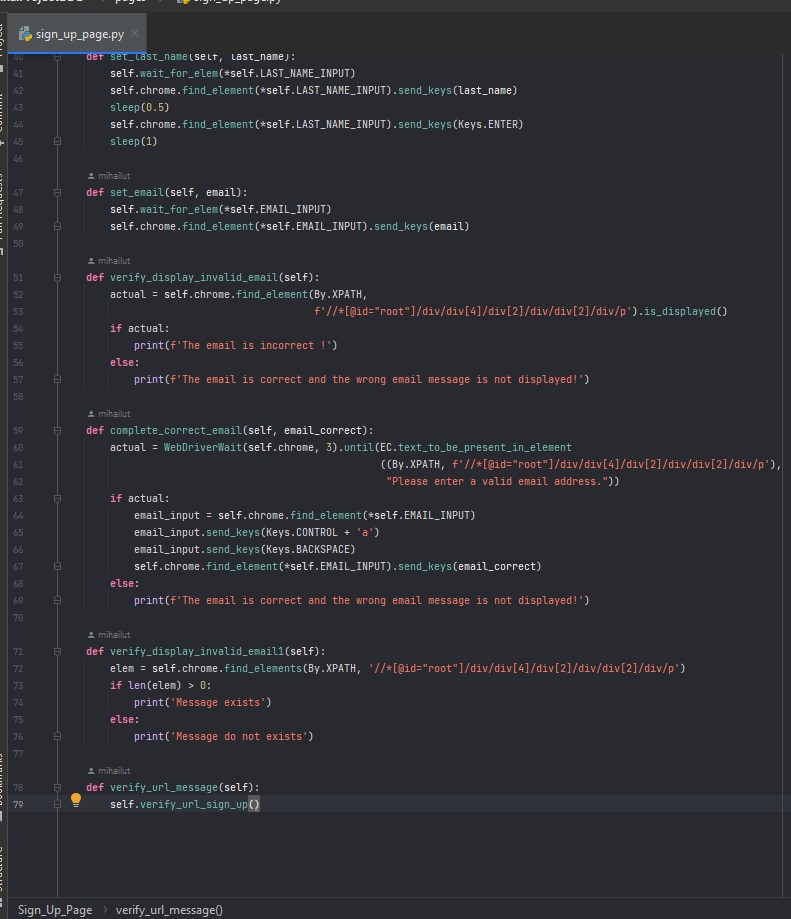 pages
sign_up_page.py
sign_up_page.py
40 def set_last_name(self, last_name):
41 self.wait_for_elem(*self.LAST_NAME_INPUT)
42 self.chrome.find_element(*self.LAST_NAME_INPUT).send_keys(last_name)
43 sleep(0.5)
44 self.chrome.find_element(*self.LAST_NAME_INPUT).send_keys(Keys.ENTER)
45 sleep(1)
46
mihailut
47 def set_email(self, email):
48 self.wait_for_elem(*self.EMAIL_INPUT)
49 self.chrome.find_element(*self.EMAIL_INPUT).send_keys(email)
50
mihailut
51 def verify_display_invalid_email(self):
52 actual = self.chrome.find_element(By.XPATH,
53 f'//*[@id="root"]/div/div[4]/div[2]/div/div[2]/div/p').is_displayed()
54 if actual:
55 print(f'The email is incorrect !')
56 else:
57 print(f'The email is correct and the wrong email message is not displayed!')
58
mihailut
59 def complete_correct_email(self, email_correct):
60 actual = WebDriverWait(self.chrome, 3).until(EC.text_to_be_present_in_element
61 ((By.XPATH, f'//*[@id="root"]/div/div[4]/div[2]/div/div[2]/div/p'),
62 "Please enter a valid email address."))
63 if actual:
64 email_input = self.chrome.find_element(*self.EMAIL_INPUT)
65 email_input.send_keys(Keys.CONTROL + 'a')
66 email_input.send_keys(Keys.BACKSPACE)
67 self.chrome.find_element(*self.EMAIL_INPUT).send_keys(email_correct)
68 else:
69 print(f'The email is correct and the wrong email message is not displayed!')
70
mihailut
71 def verify_display_invalid_email1(self):
72 elem = self.chrome.find_elements(By.XPATH, '//*[@id="root"]/div/div[4]/div[2]/div/div[2]/div/p')
73 if len(elem) > 0:
74 print('Message exists')
75 else:
76 print('Message do not exists')
77
mihailut
78 def verify_url_message(self):
79 self.verify_url_sign_up()
Sign_Up_Page > verify_url_message()